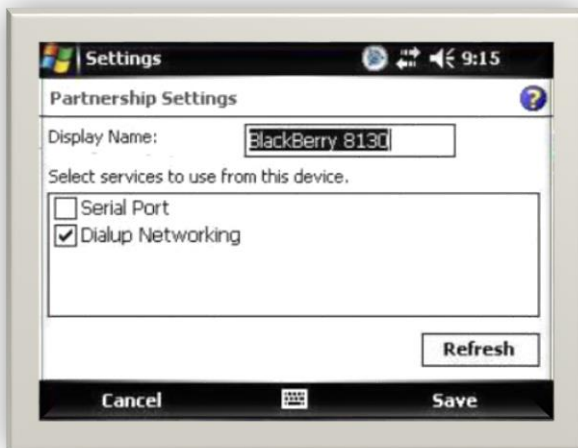 Settings 9:15
Partnership Settings
Display Name: BlackBerry 8130
Select services to use from this device.
Serial Port
Dialup Networking
Refresh
Cancel Save